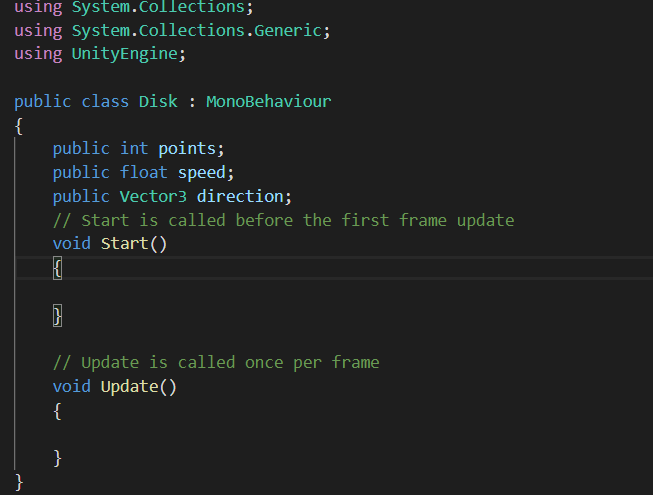 using System.Collections;
using System.Collections.Generic;
using UnityEngine;

public class Disk : MonoBehaviour
{
    public int points;
    public float speed;
    public Vector3 direction;
    // Start is called before the first frame update
    void Start()
    {

    }

    // Update is called once per frame
    void Update()
    {

    }
}